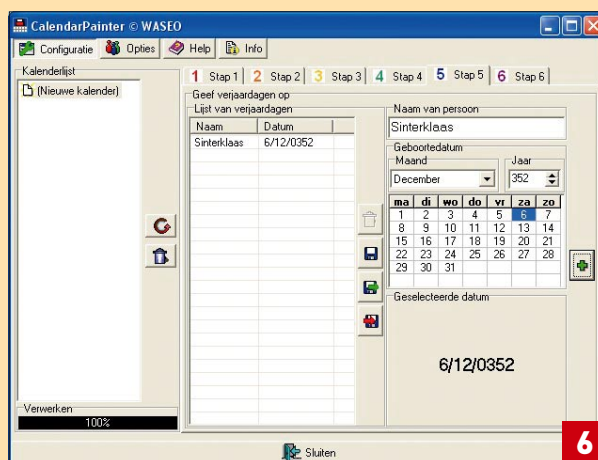 CalendarPainter © WASEO
Configuratie Opties Help Info
Kalenderlijst
(Nieuwe kalender)
Verwerken
100%
1 Stap 1 2 Stap 2 3 Stap 3 4 Stap 4 5 Stap 5 6 Stap 6
Geef verjaardagen op
Lijst van verjaardagen
Naam Datum
Sinterklaas 6/12/0352
Naam van persoon
Sinterklaas
Geboortedatum
Maand Jaar
December 352
ma di wo do vr za zo
1 2 3 4 5 6 7
8 9 10 11 12 13 14
15 16 17 18 19 20 21
22 23 24 25 26 27 28
29 30 31
Geselecteerde datum
6/12/0352
Sluiten
6